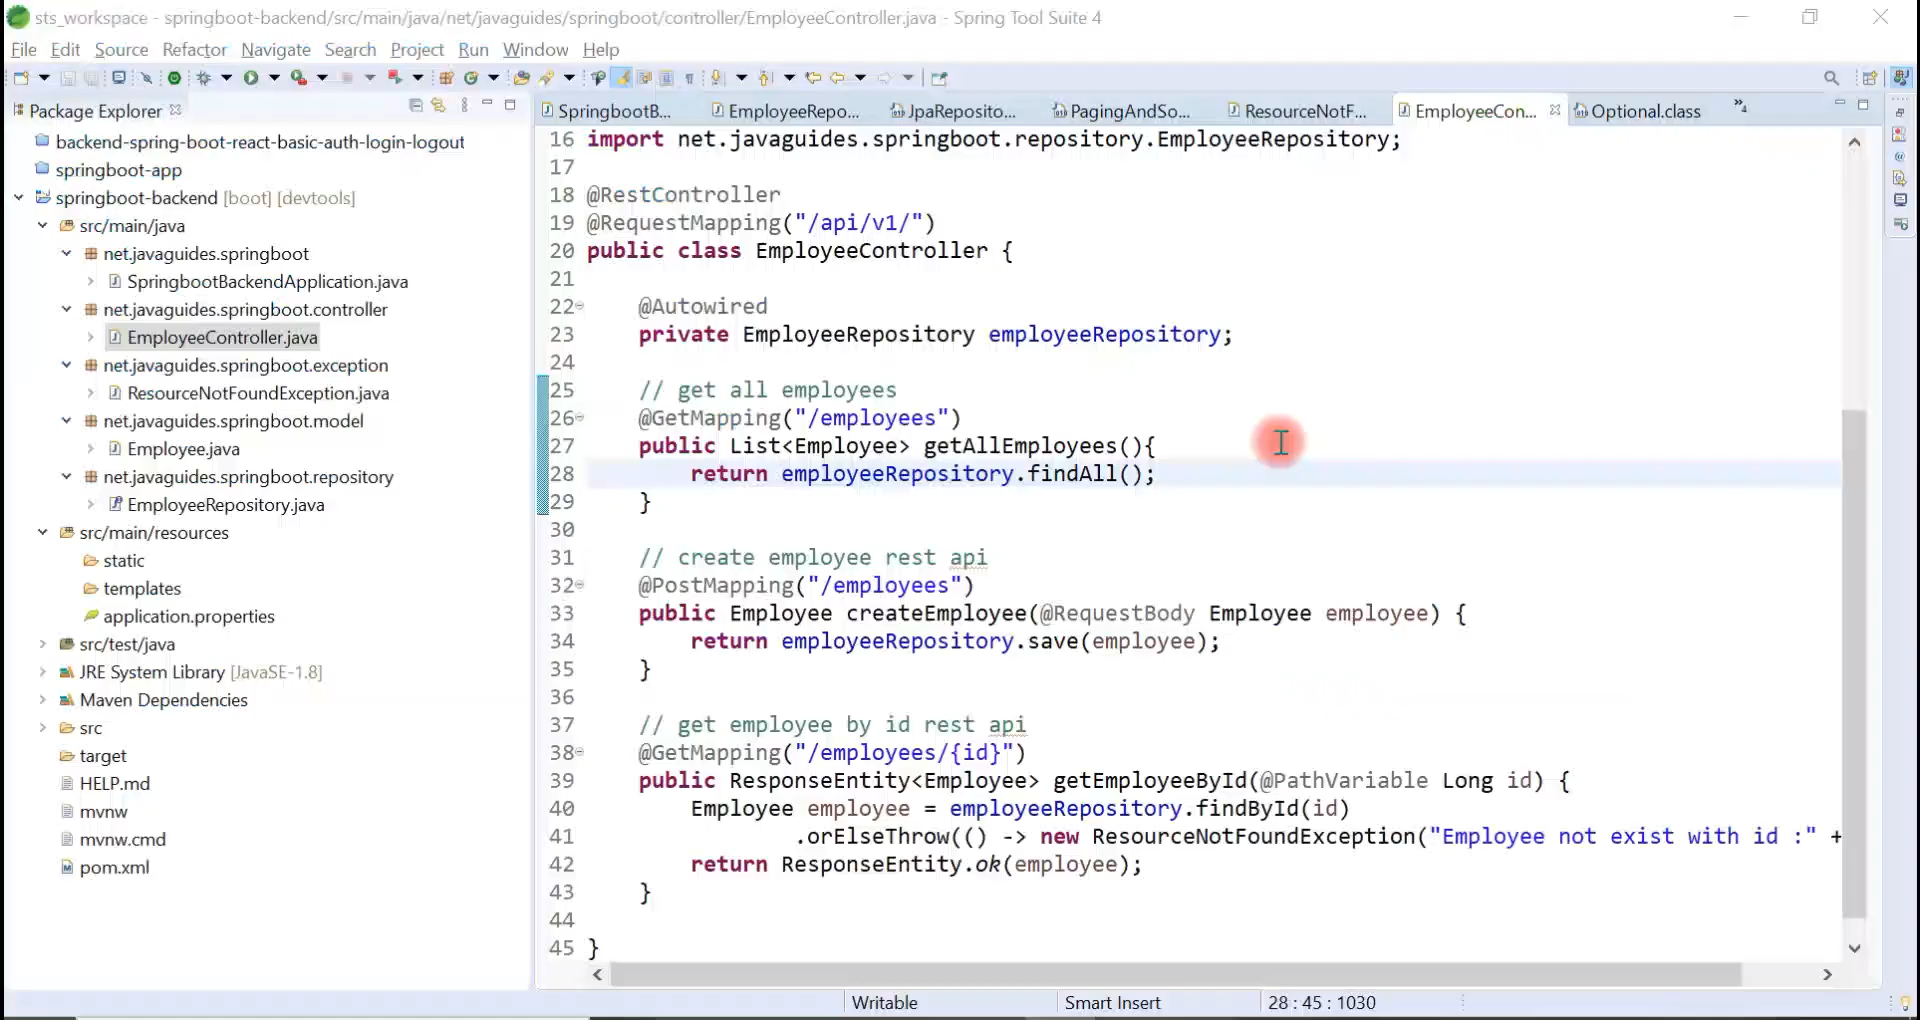 sts_workspace - springboot-backend/src/main/java/net/javaguides/springboot/controller/EmployeeController.java - Spring Tool Suite 4
File Edit Source Refactor Navigate Search Project Run Window Help
Package Explorer
backend-spring-boot-react-basic-auth-login-logout
springboot-app
springboot-backend [boot] [devtools]
src/main/java
net.javaguides.springboot
SpringbootBackendApplication.java
net.javaguides.springboot.controller
EmployeeController.java
net.javaguides.springboot.exception
ResourceNotFoundException.java
net.javaguides.springboot.model
Employee.java
net.javaguides.springboot.repository
EmployeeRepository.java
src/main/resources
static
templates
application.properties
src/test/java
JRE System Library [JavaSE-1.8]
Maven Dependencies
src
target
HELP.md
mvnw
mvnw.cmd
pom.xml
SpringbootB... EmployeeRepo... JpaReposito... PagingAndSo... ResourceNotF... EmployeeCon... Optional.class »4
16 import net.javaguides.springboot.repository.EmployeeRepository;
17
18 @RestController
19 @RequestMapping("/api/v1/")
20 public class EmployeeController {
21
22 @Autowired
23 private EmployeeRepository employeeRepository;
24
25 // get all employees
26 @GetMapping("/employees")
27 public List<Employee> getAllEmployees(){
28 return employeeRepository.findAll();
29 }
30
31 // create employee rest api
32 @PostMapping("/employees")
33 public Employee createEmployee(@RequestBody Employee employee) {
34 return employeeRepository.save(employee);
35 }
36
37 // get employee by id rest api
38 @GetMapping("/employees/{id}")
39 public ResponseEntity<Employee> getEmployeeById(@PathVariable Long id) {
40 Employee employee = employeeRepository.findById(id)
41 .orElseThrow(() -> new ResourceNotFoundException("Employee not exist with id :" +
42 return ResponseEntity.ok(employee);
43 }
44
45 }
Writable Smart Insert 28 : 45 : 1030